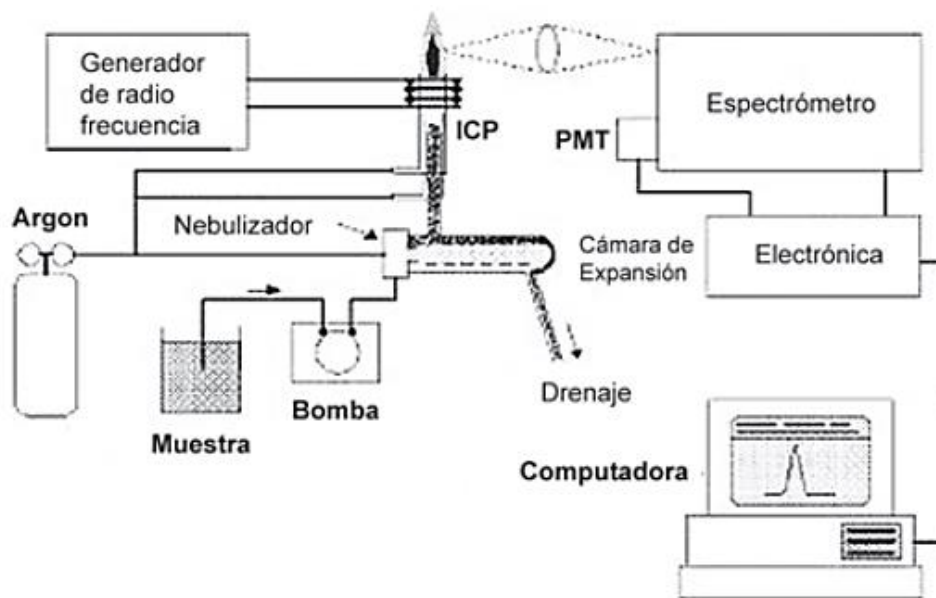 Generador
de radio
frecuencia
ICP
Espectrómetro
PMT
Argon
Nebulizador
Cámara de
Expansión
Electrónica
Muestra
Bomba
Drenaje
Computadora